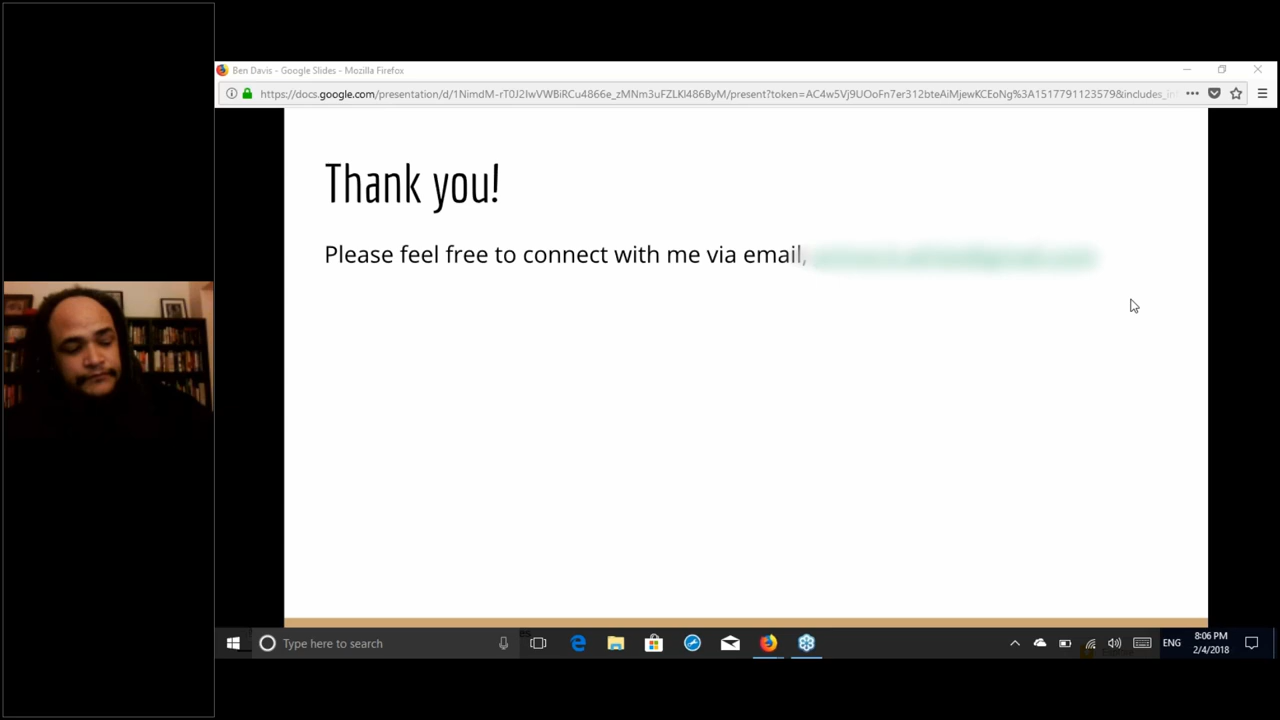 Ben Davis - Google Slides - Mozilla Firefox
https://docs.google.com/presentation/d/1NimdM-rT0J2IwVWBiRCu4866e_zMNm3uFZLKl486ByM/present?token=AC4w5Vj9UOoFn7er312bteAiMjewKCEoNg%3A1517791123579&includes_in
Thank you!
Please feel free to connect with me via email,
Type here to search
ENG
8:06 PM
2/4/2018